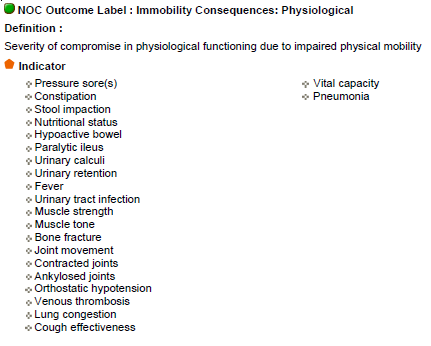 NOC Outcome Label : Immobility Consequences: Physiological
Definition :
Severity of compromise in physiological functioning due to impaired physical mobility
Indicator
Pressure sore(s)
Constipation
Stool impaction
Nutritional status
Hypoactive bowel
Paralytic ileus
Urinary calculi
Urinary retention
Fever
Urinary tract infection
Muscle strength
Muscle tone
Bone fracture
Joint movement
Contracted joints
Ankylosed joints
Orthostatic hypotension
Venous thrombosis
Lung congestion
Cough effectiveness
Vital capacity
Pneumonia